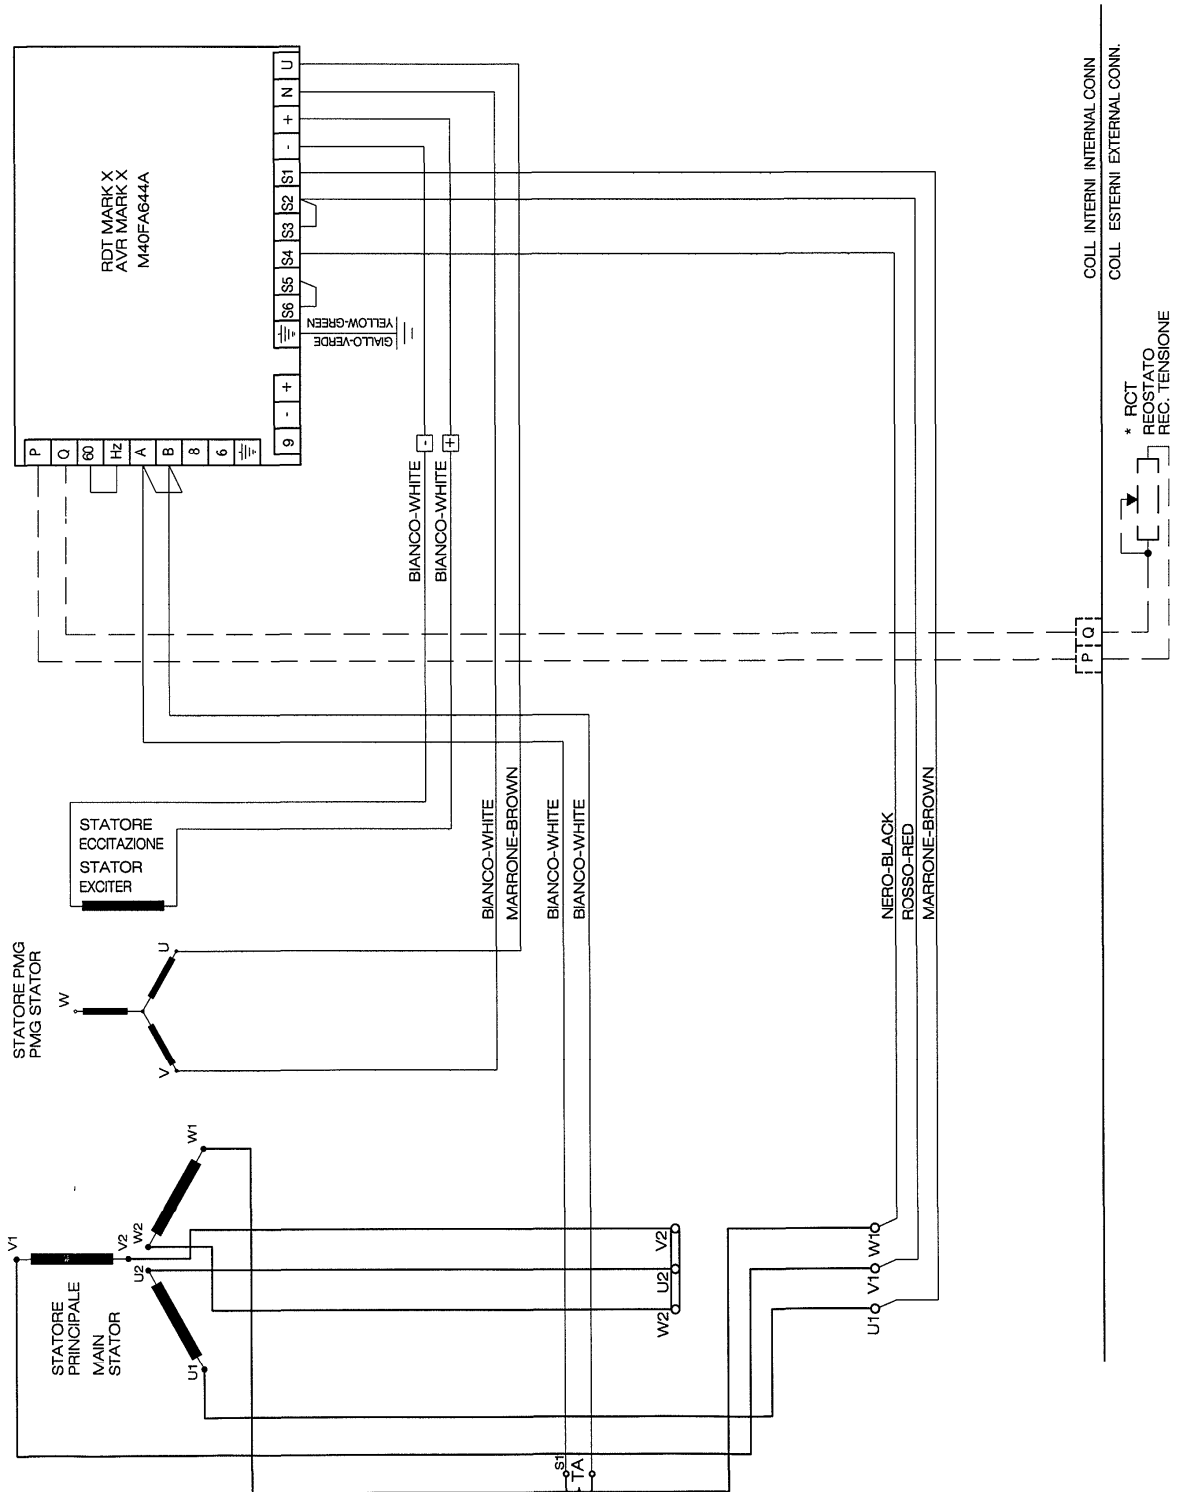 RDT MARK X
AVR MARK X
M40FA644A
U
N
+
-
S1
S2
S3
S4
S5
S6
GIALLO-VERDE
YELLOW-GREEN
+
-
9
P
Q
60
Hz
A
B
8
6
COLL INTERNI INTERNAL CONN
COLL ESTERNI EXTERNAL CONN.
* RCT
REOSTATO
REC. TENSIONE
-
+
BIANCO-WHITE
BIANCO-WHITE
P
Q
STATORE
ECCITAZIONE
STATOR
EXCITER
BIANCO-WHITE
MARRONE-BROWN
BIANCO-WHITE
BIANCO-WHITE
NERO-BLACK
ROSSO-RED
MARRONE-BROWN
STATORE PMG
PMG STATOR
W
U
V
V1
V2
W2
W1
U2
U1
STATORE
PRINCIPALE
MAIN
STATOR
V2
U2
W2
W1
V1
U1
S1
TA